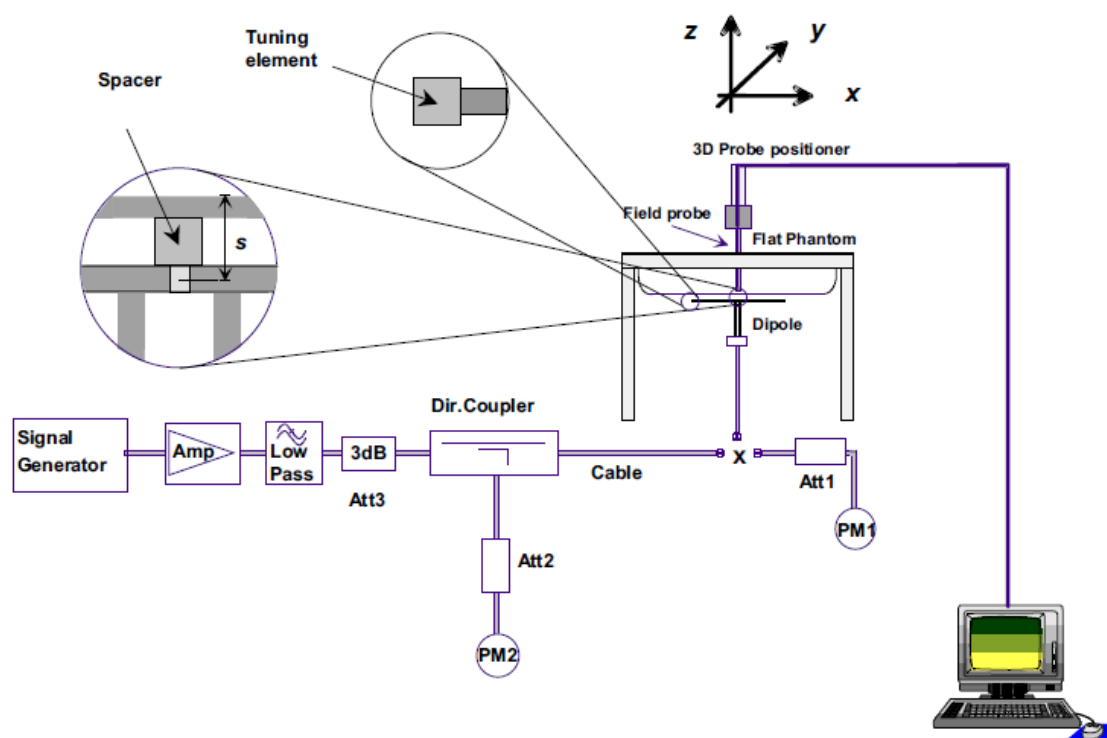 z
y
x
Tuning
element
Spacer
3D Probe positioner
Field probe
Flat Phantom
s
Dipole
Dir.Coupler
Signal
Generator
Amp
Low
Pass
3dB
Att3
Cable
X
Att1
PM1
Att2
PM2